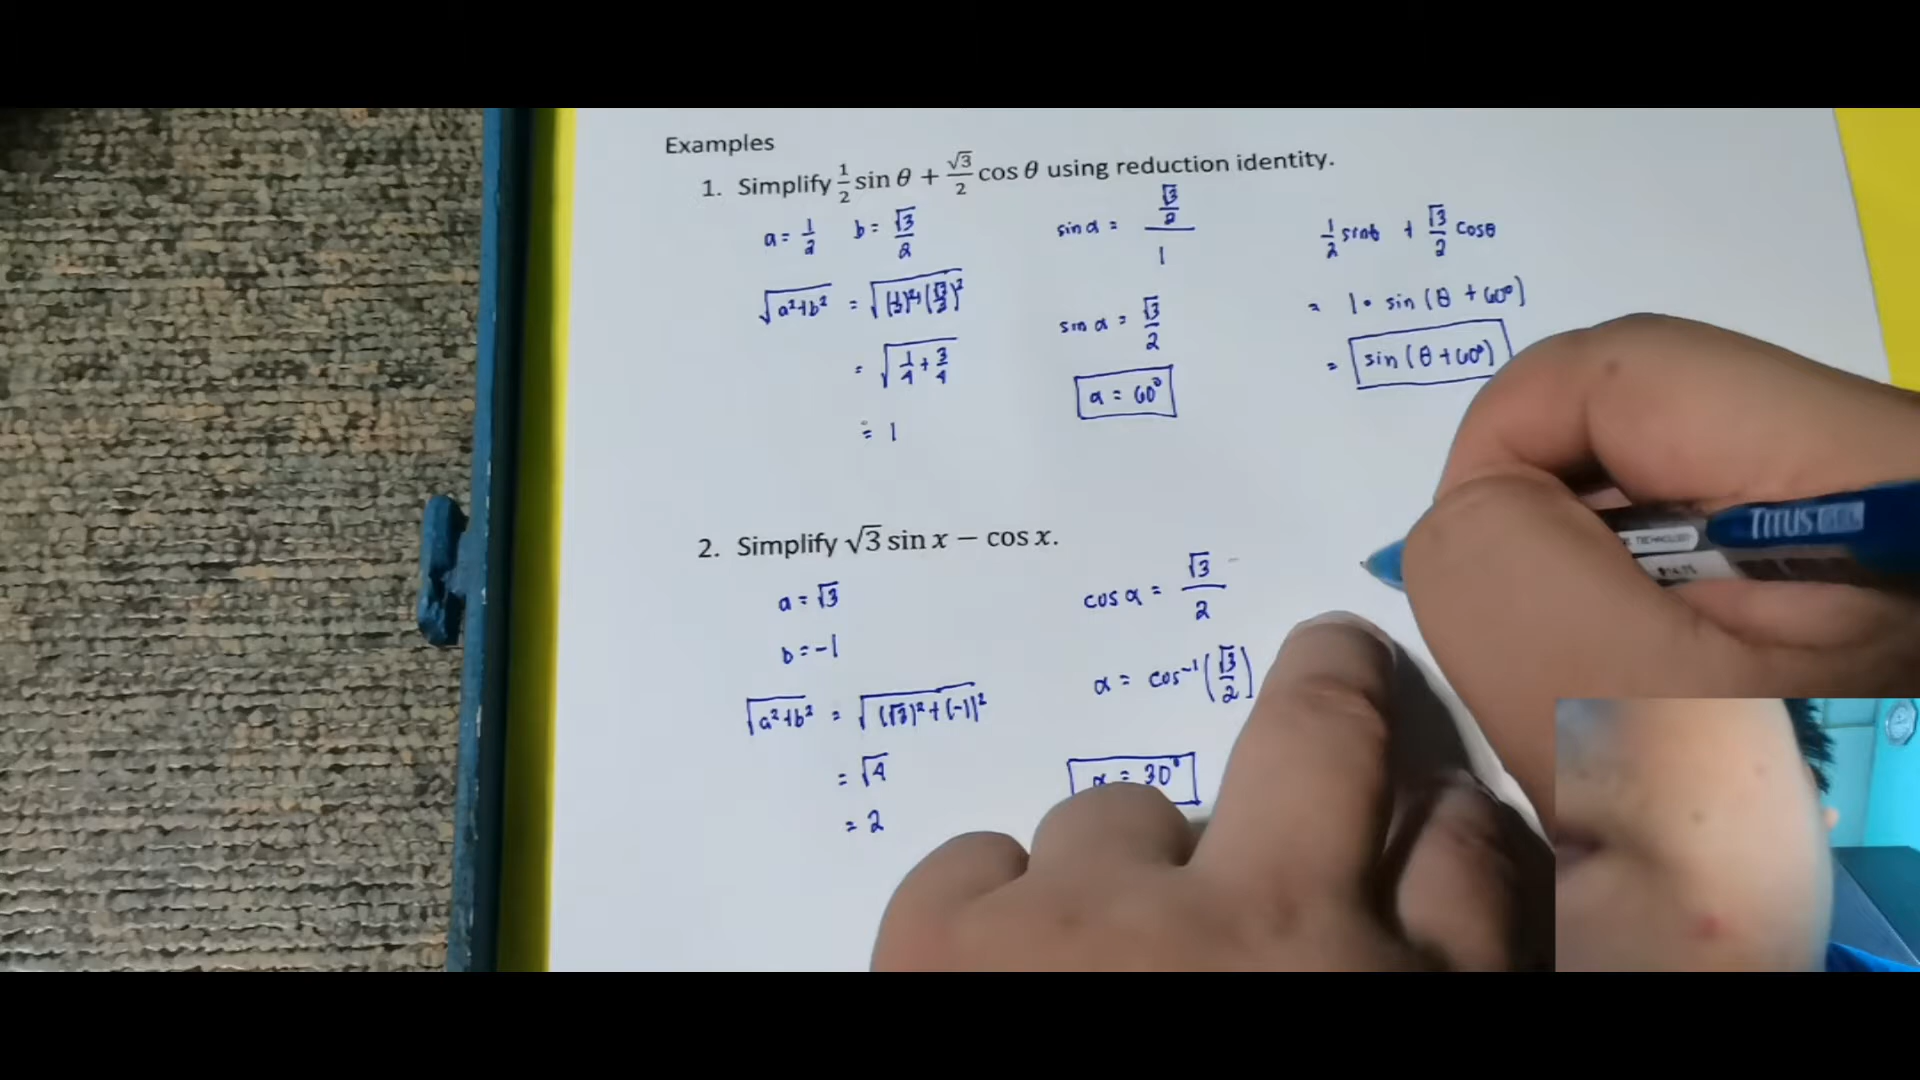 Examples
1. Simplify 1/2 sin θ + √3/2 cos θ using reduction identity.
a = 1/2 b = √3/2
√(a²+b²) = √((1/2)²+(√3/2)²)
= √(1/4 + 3/4)
= 1
sin α = (√3/2)/1
sin α = √3/2
α = 60°
1/2 sin θ + √3/2 cos θ
= 1 • sin (θ + 60°)
= sin (θ + 60°)
2. Simplify √3 sin x − cos x.
a = √3
b = -1
√(a²+b²) = √((√3)²+(-1)²)
= √4
= 2
cos α = √3/2
α = cos⁻¹(√3/2)
α = 30°
TITUS